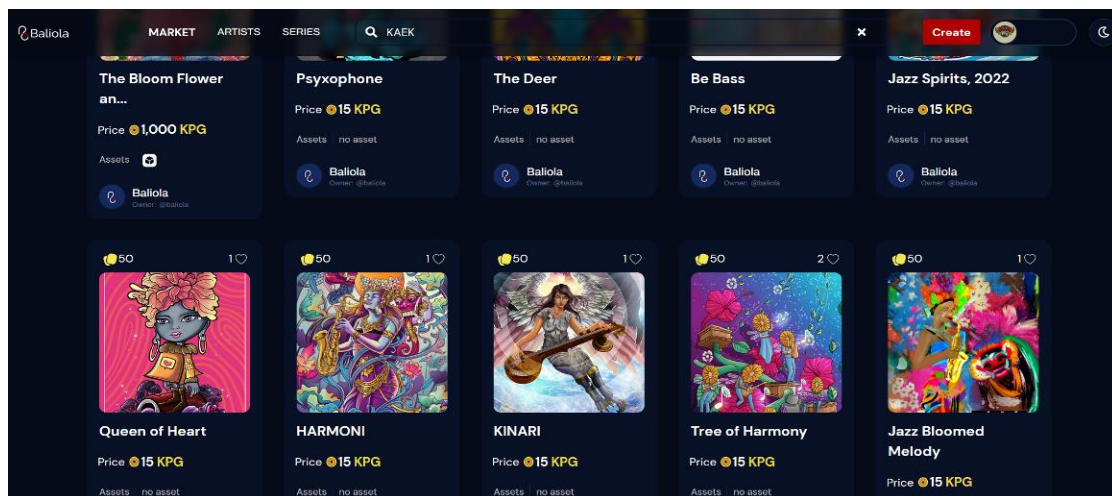 Baliola MARKET ARTISTS SERIES KAEK Create
The Bloom Flower
an...
Price 1,000 KPG
Assets
Baliola
Owner: @baliola
Psyxophone
Price 15 KPG
Assets no asset
Baliola
Owner: @baliola
The Deer
Price 15 KPG
Assets no asset
Baliola
Owner: @baliola
Be Bass
Price 15 KPG
Assets no asset
Baliola
Owner: @baliola
Jazz Spirits, 2022
Price 15 KPG
Assets no asset
Baliola
Owner: @baliola
50 1
Queen of Heart
Price 15 KPG
Assets no asset
50 1
HARMONI
Price 15 KPG
Assets no asset
50 1
KINARI
Price 15 KPG
Assets no asset
50 2
Tree of Harmony
Price 15 KPG
Assets no asset
50 1
Jazz Bloomed
Melody
Price 15 KPG